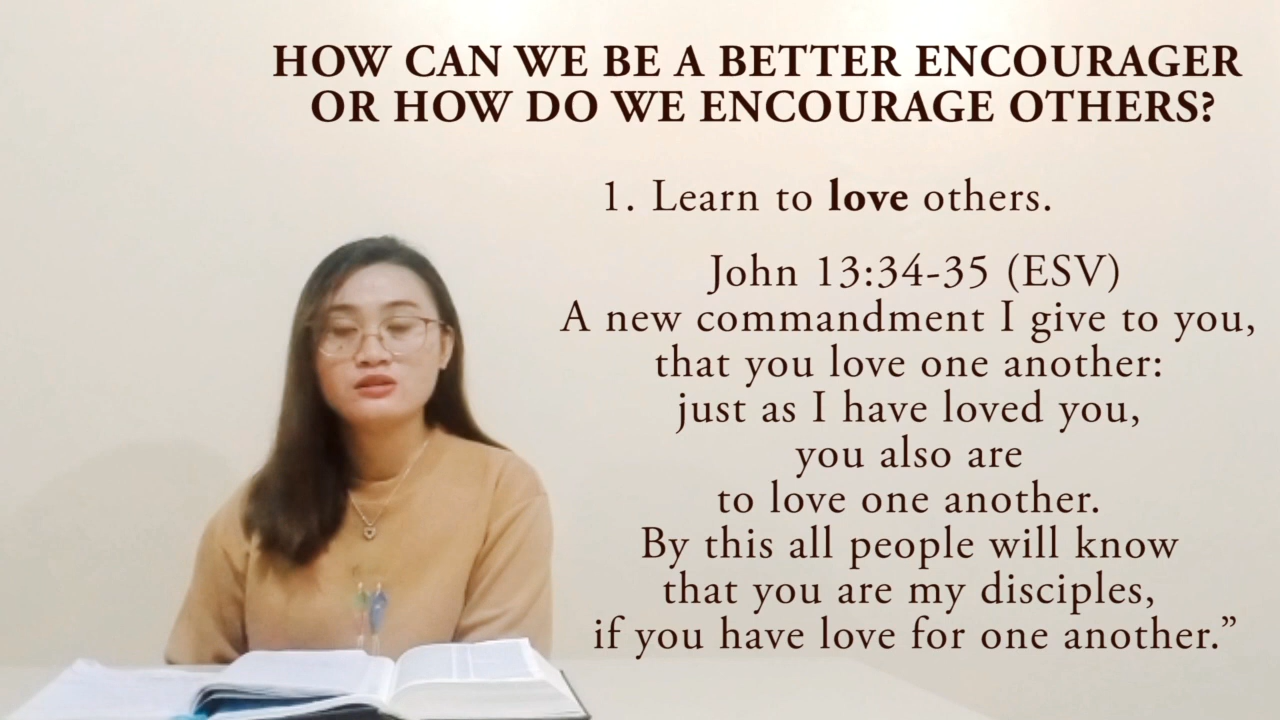 HOW CAN WE BE A BETTER ENCOURAGER
OR HOW DO WE ENCOURAGE OTHERS?
1. Learn to love others.
John 13:34-35 (ESV)
A new commandment I give to you,
that you love one another:
just as I have loved you,
you also are
to love one another.
By this all people will know
that you are my disciples,
if you have love for one another.”